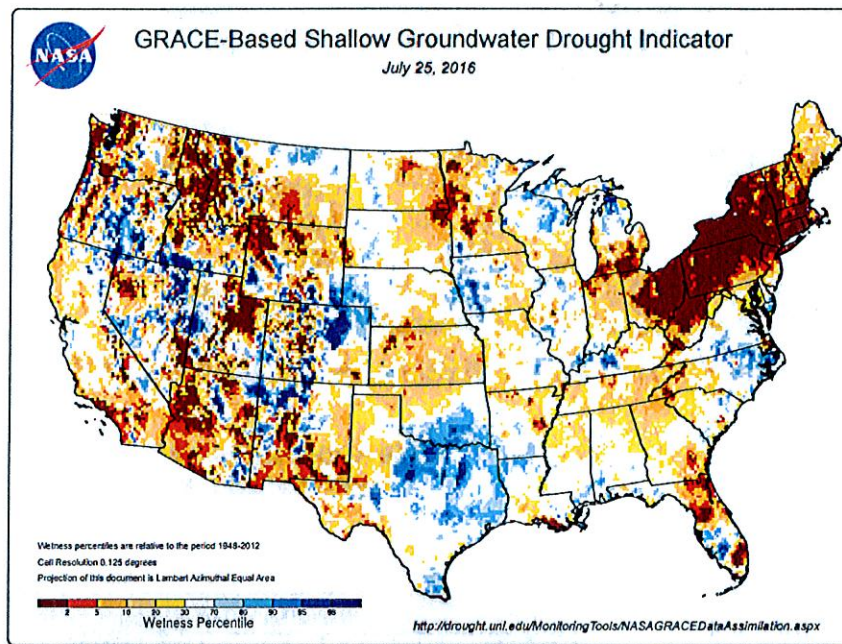 NASA
GRACE-Based Shallow Groundwater Drought Indicator
July 25, 2016
Wetness percentiles are relative to the period 1948-2012
Cell Resolution 0.125 degrees
Projection of this document is Lambert Azimuthal Equal Area
2 5 10 20 30 70 80 90 95 98
Wetness Percentile
http://drought.unl.edu/MonitoringTools/NASAGRACEDataAssimilation.aspx